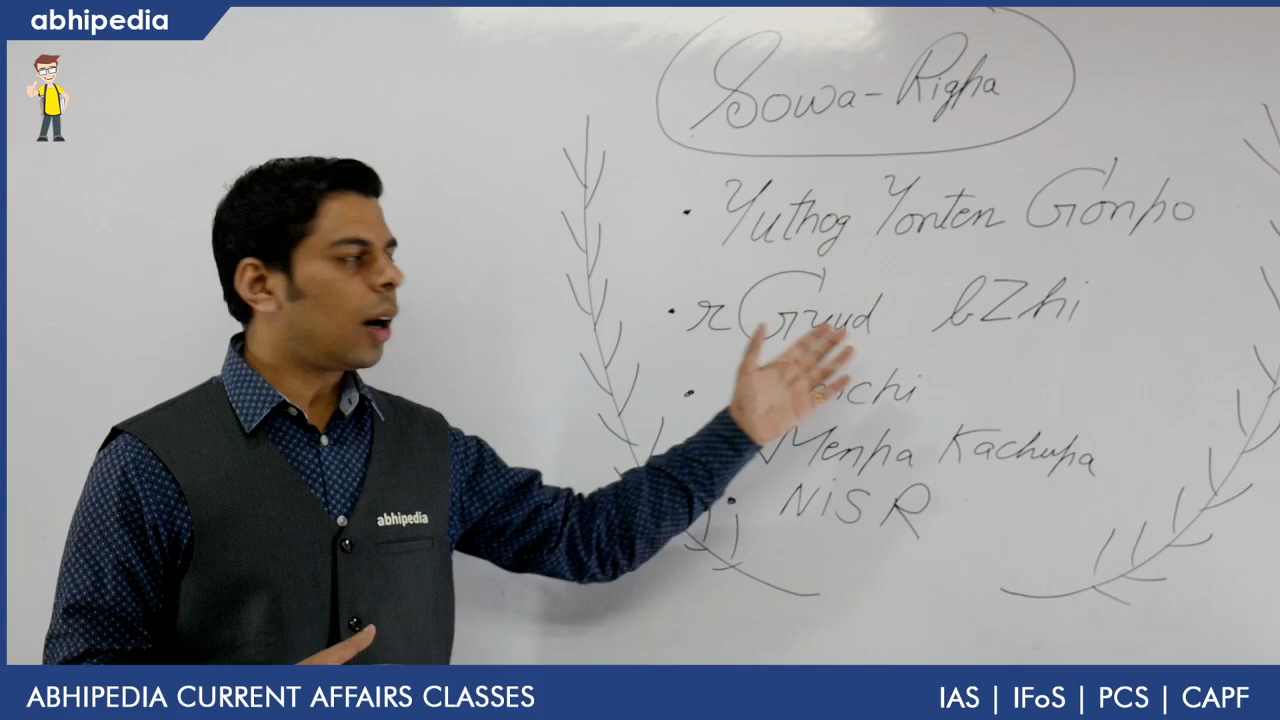 abhipedia
Sowa-Rigpa
Yuthog Yonten Gonpo
rGyud bZhi
Menpa Kachupa
NiSR
abhipedia
ABHIPEDIA CURRENT AFFAIRS CLASSES
IAS | IFoS | PCS | CAPF